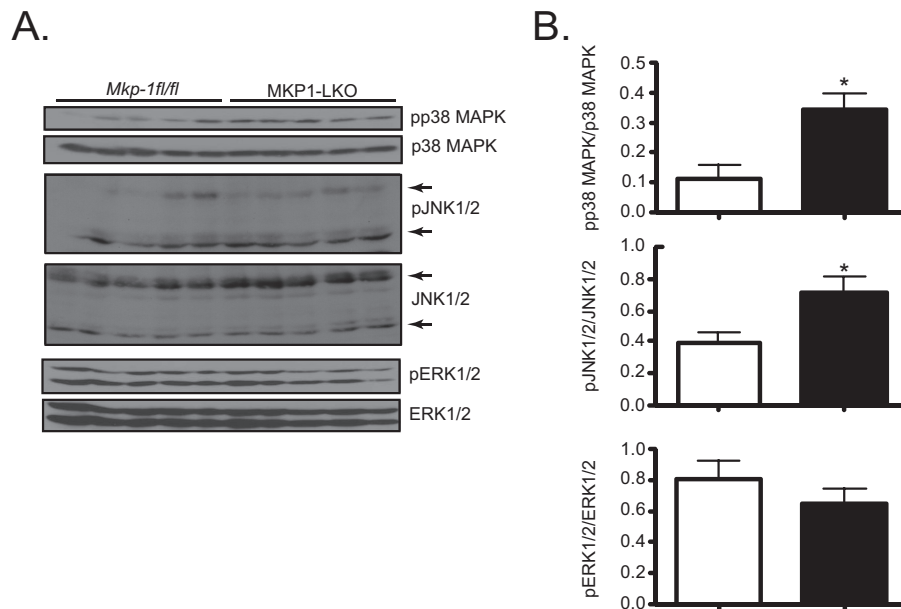 A.
Mkp-1fl/fl MKP1-LKO
pp38 MAPK
p38 MAPK
pJNK1/2
JNK1/2
pERK1/2
ERK1/2
B.
pp38 MAPK/p38 MAPK
0.5
0.4
0.3
0.2
0.1
0.0
*
pJNK1/2/JNK1/2
1.0
0.8
0.6
0.4
0.2
0.0
*
pERK1/2/ERK1/2
1.0
0.8
0.6
0.4
0.2
0.0